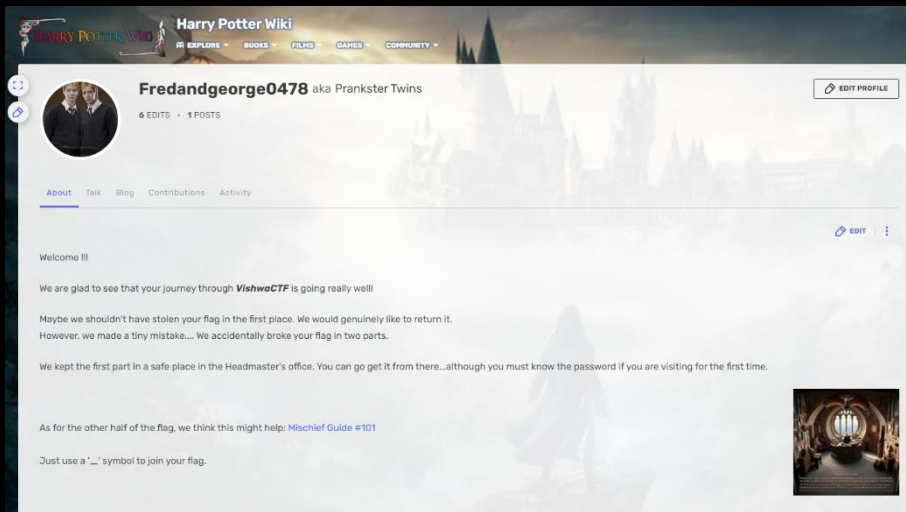 HARRY POTTER WIKI
Harry Potter Wiki
EXPLORE BOOKS FILMS GAMES COMMUNITY
Fredandgeorge0478 aka Prankster Twins
EDIT PROFILE
6 EDITS • 1 POSTS
About Talk Blog Contributions Activity
EDIT
Welcome !!!
We are glad to see that your journey through VishwaCTF is going really well!
Maybe we shouldn't have stolen your flag in the first place. We would genuinely like to return it.
However, we made a tiny mistake.... We accidentally broke your flag in two parts.
We kept the first part in a safe place in the Headmaster's office. You can go get it from there...although you must know the password if you are visiting for the first time.
As for the other half of the flag, we think this might help: Mischief Guide #101
Just use a '_' symbol to join your flag.